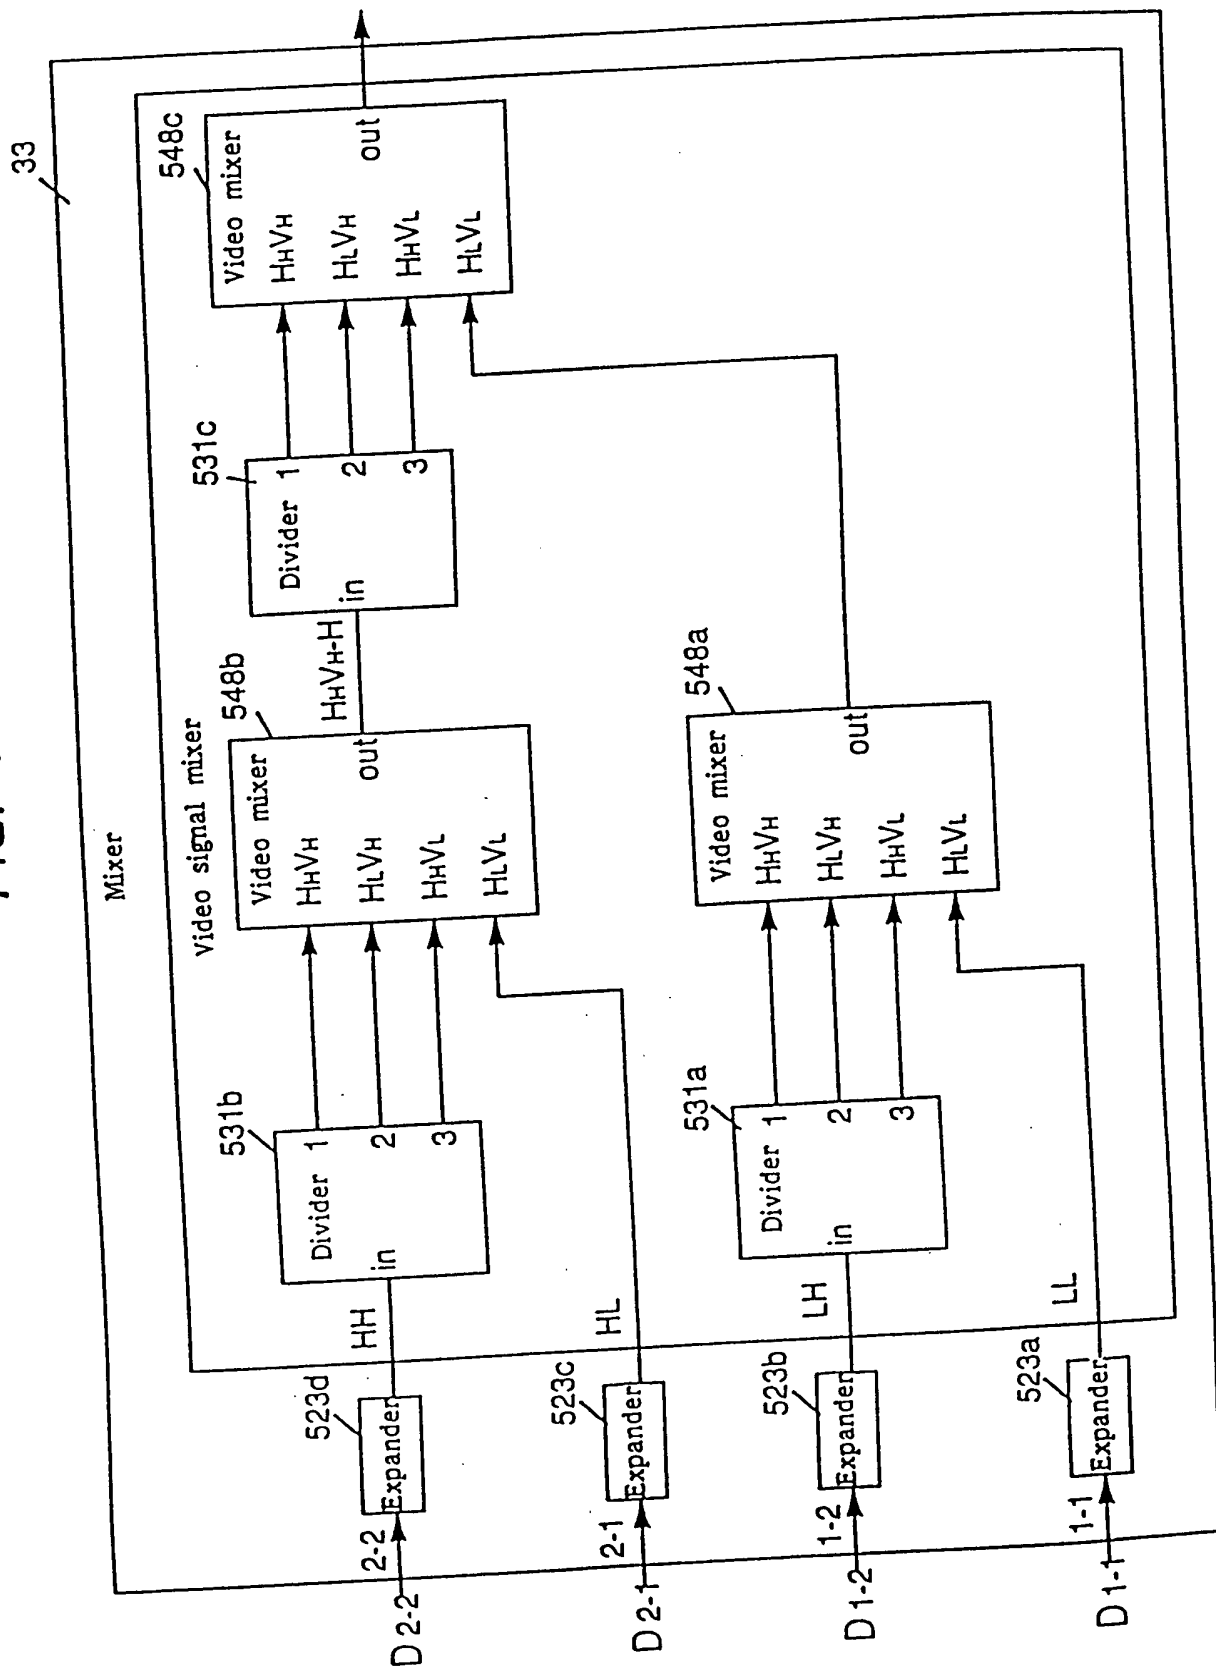 33
Mixer
Video signal mixer
548c
Video mixer
HHVH
HLVH
HHVL
HLVL
out
531c
Divider
in
1
2
3
HHVH-H
548b
Video mixer
HHVH
HLVH
HHVL
HLVL
out
548a
Video mixer
HHVH
HLVH
HHVL
HLVL
out
531b
Divider
in
1
2
3
531a
Divider
in
1
2
3
HH
HL
LH
LL
523d
Expander
523c
Expander
523b
Expander
523a
Expander
2-2
2-1
1-2
1-1
D2-2
D2-1
D1-2
D1-1